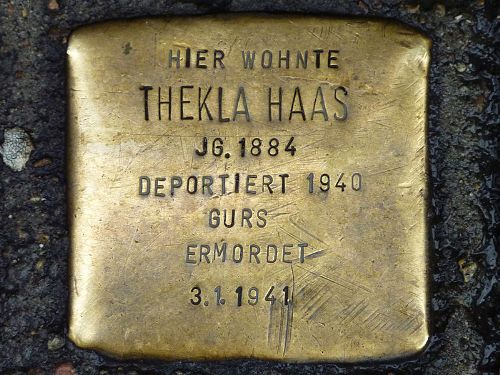 HIER WOHNTE
THEKLA HAAS
JG. 1884
DEPORTIERT 1940
GURS
ERMORDET
3.1.1941